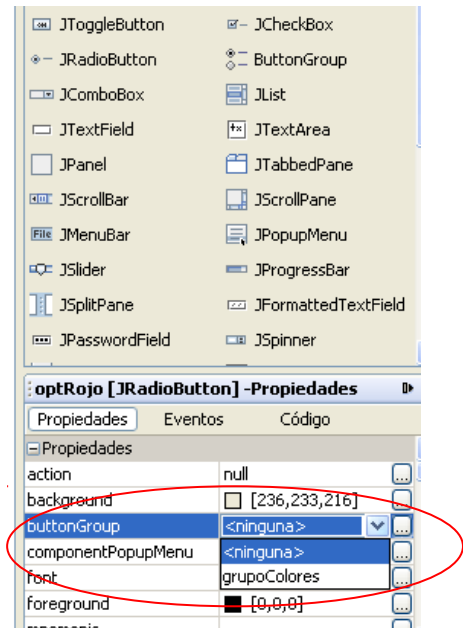 JToggleButton JCheckBox
JRadioButton ButtonGroup
JComboBox JList
JTextField JTextArea
JPanel JTabbedPane
JScrollBar JScrollPane
File JMenuBar JPopupMenu
JSlider JProgressBar
JSplitPane JFormattedTextField
JPasswordField JSpinner
optRojo [JRadioButton] -Propiedades
Propiedades Eventos Código
Propiedades
action null ...
background [236,233,216] ...
buttonGroup <ninguna> ...
componentPopupMenu <ninguna> ...
font grupoColores ...
foreground [0,0,0] ...